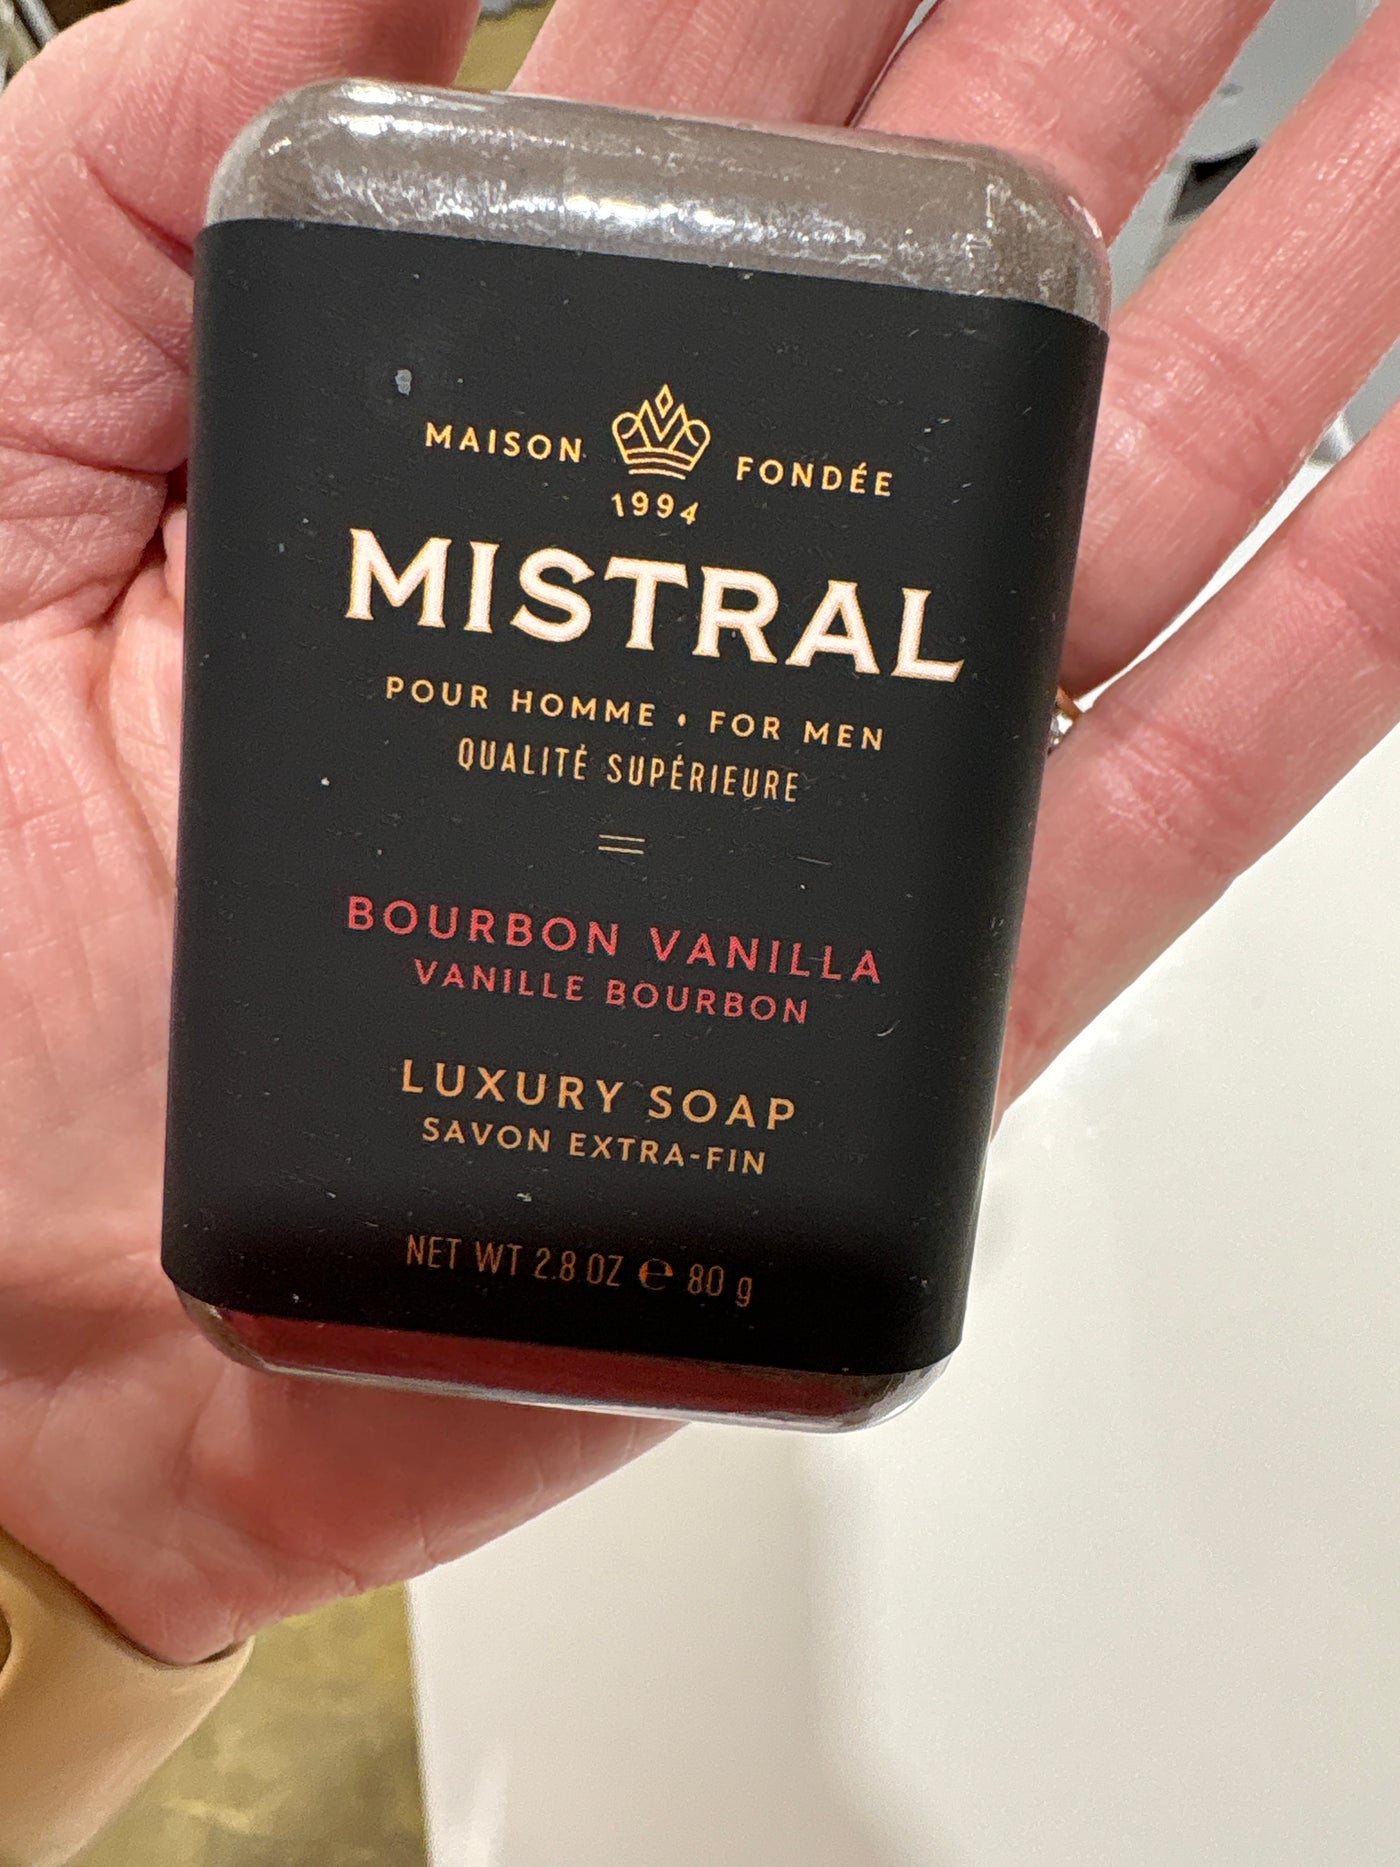 MAISON FONDÉE
1994
MISTRAL
POUR HOMME • FOR MEN
QUALITÉ SUPÉRIEURE
BOURBON VANILLA
VANILLE BOURBON
LUXURY SOAP
SAVON EXTRA-FIN
NET WT 2.8 OZ ℮ 80 g